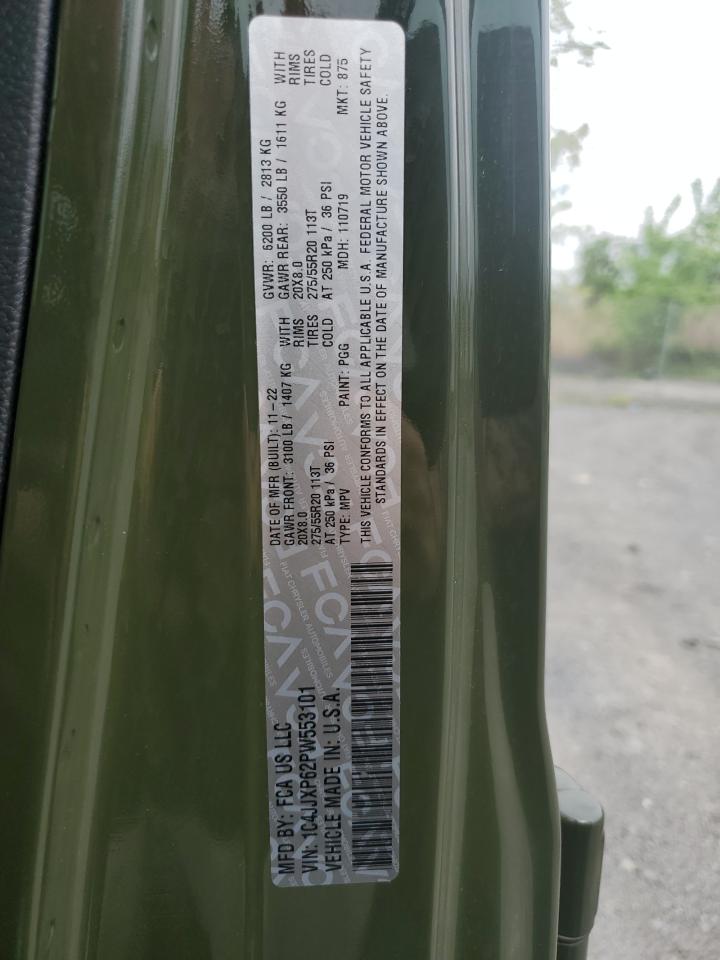 MFD BY: FCA US LLC
VIN: 1C4JJXP62PW553101
VEHICLE MADE IN: U.S.A.
DATE OF MFR (BUILT): 11-22
GAWR FRONT: 3100 LB / 1407 KG WITH
20X8.0 RIMS
275/55R20 113T TIRES
AT 250 kPa / 36 PSI COLD
TYPE: MPV PAINT: PGG
GVWR: 6200 LB / 2813 KG
GAWR REAR: 3550 LB / 1611 KG WITH
20X8.0 RIMS
275/55R20 113T TIRES
AT 250 kPa / 36 PSI COLD
MDH: 110719 MKT: 875
THIS VEHICLE CONFORMS TO ALL APPLICABLE U.S.A. FEDERAL MOTOR VEHICLE SAFETY
STANDARDS IN EFFECT ON THE DATE OF MANUFACTURE SHOWN ABOVE.